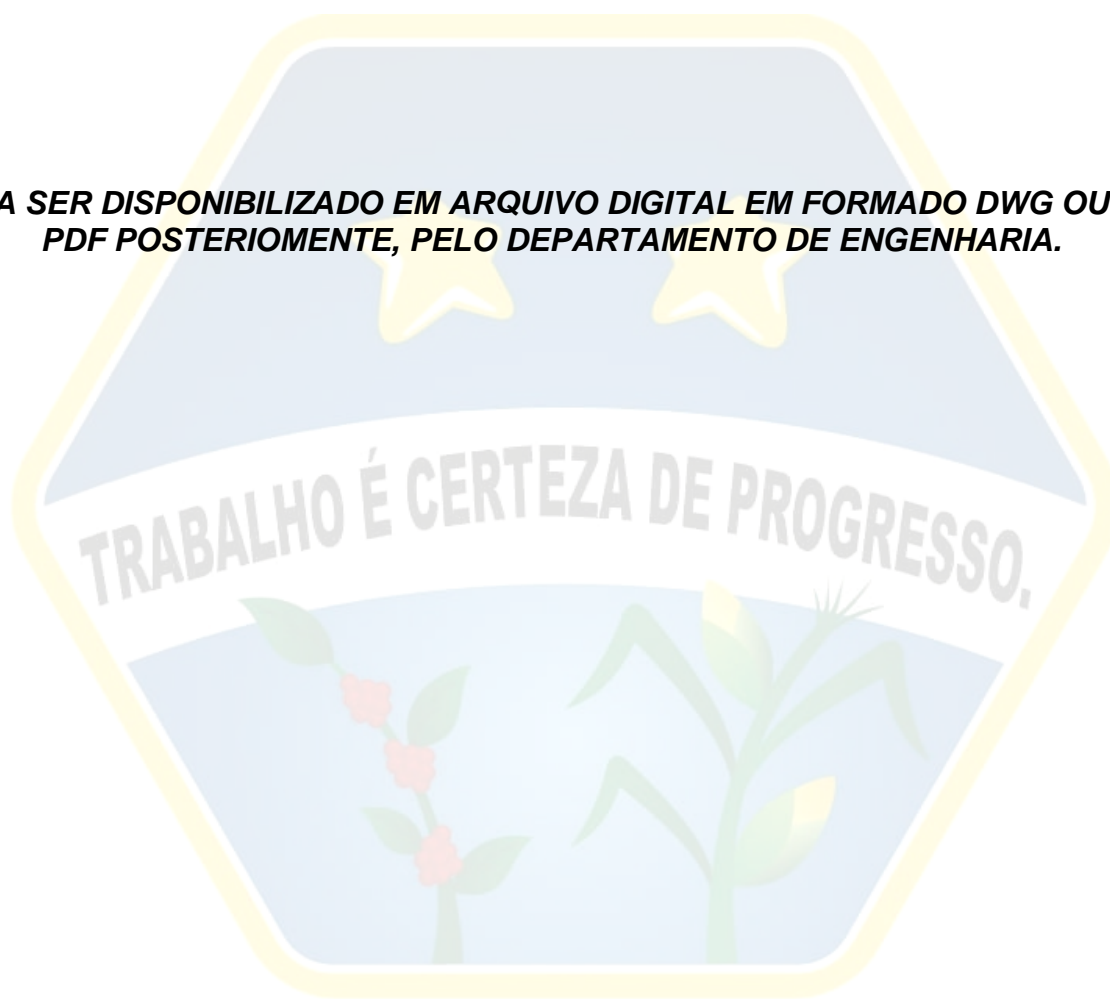 A SER DISPONIBILIZADO EM ARQUIVO DIGITAL EM FORMADO DWG OU
PDF POSTERIOMENTE, PELO DEPARTAMENTO DE ENGENHARIA.
TRABALHO É CERTEZA DE PROGRESSO.